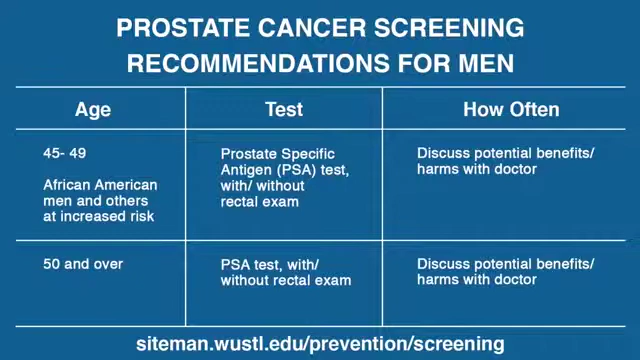 PROSTATE CANCER SCREENING
RECOMMENDATIONS FOR MEN
Age
Test
How Often
45- 49
African American
men and others
at increased risk
Prostate Specific
Antigen (PSA) test,
with/ without
rectal exam
Discuss potential benefits/
harms with doctor
50 and over
PSA test, with/
without rectal exam
Discuss potential benefits/
harms with doctor
siteman.wustl.edu/prevention/screening